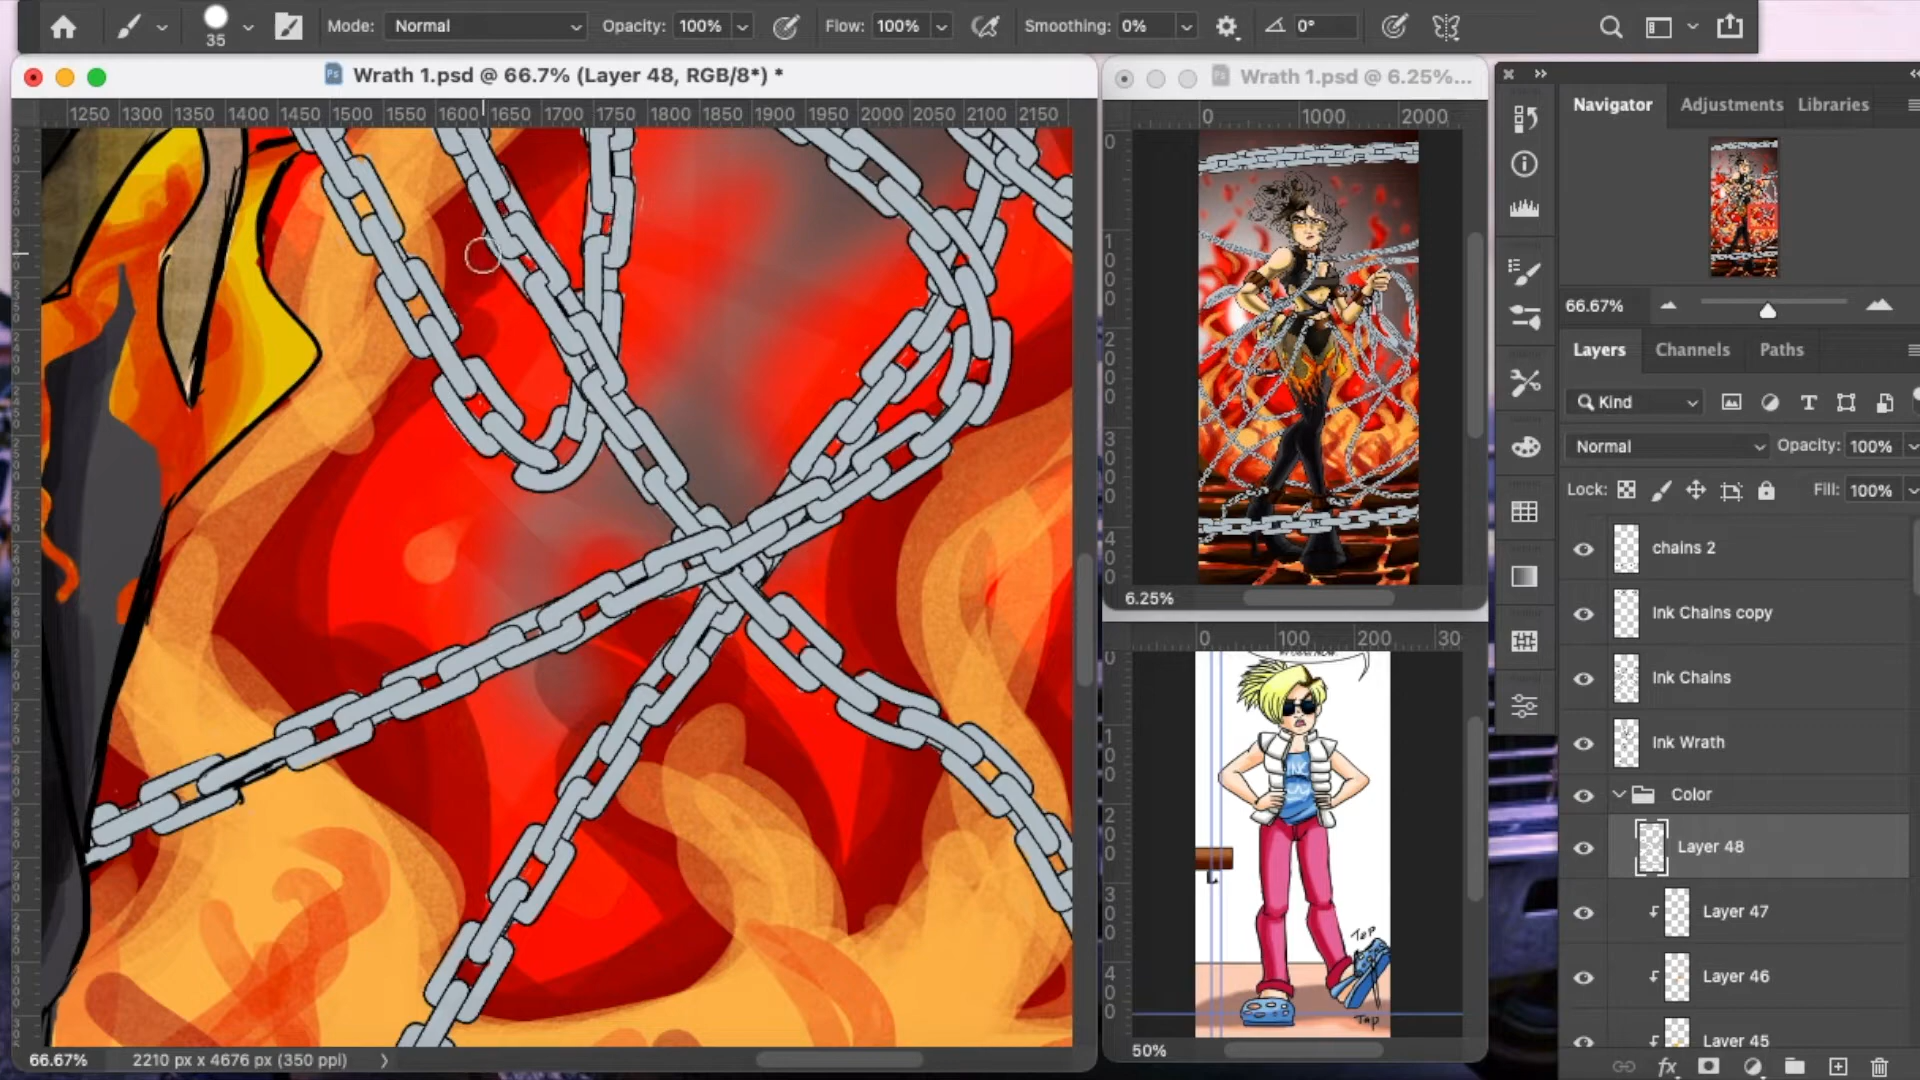 35
Mode: Normal Opacity: 100% Flow: 100% Smoothing: 0% 0°
Wrath 1.psd @ 66.7% (Layer 48, RGB/8*) *
1250 1300 1350 1400 1450 1500 1550 1600 1650 1700 1750 1800 1850 1900 1950 2000 2050 2100 2150
66.67% 2210 px x 4676 px (350 ppi)
Wrath 1.psd @ 6.25%...
0 1000 2000
6.25%
0 100 200 30
Tap
Tap
50%
Navigator Adjustments Libraries
66.67%
Layers Channels Paths
Kind
Normal Opacity: 100%
Lock: Fill: 100%
chains 2
Ink Chains copy
Ink Chains
Ink Wrath
Color
Layer 48
Layer 47
Layer 46
Layer 45
fx